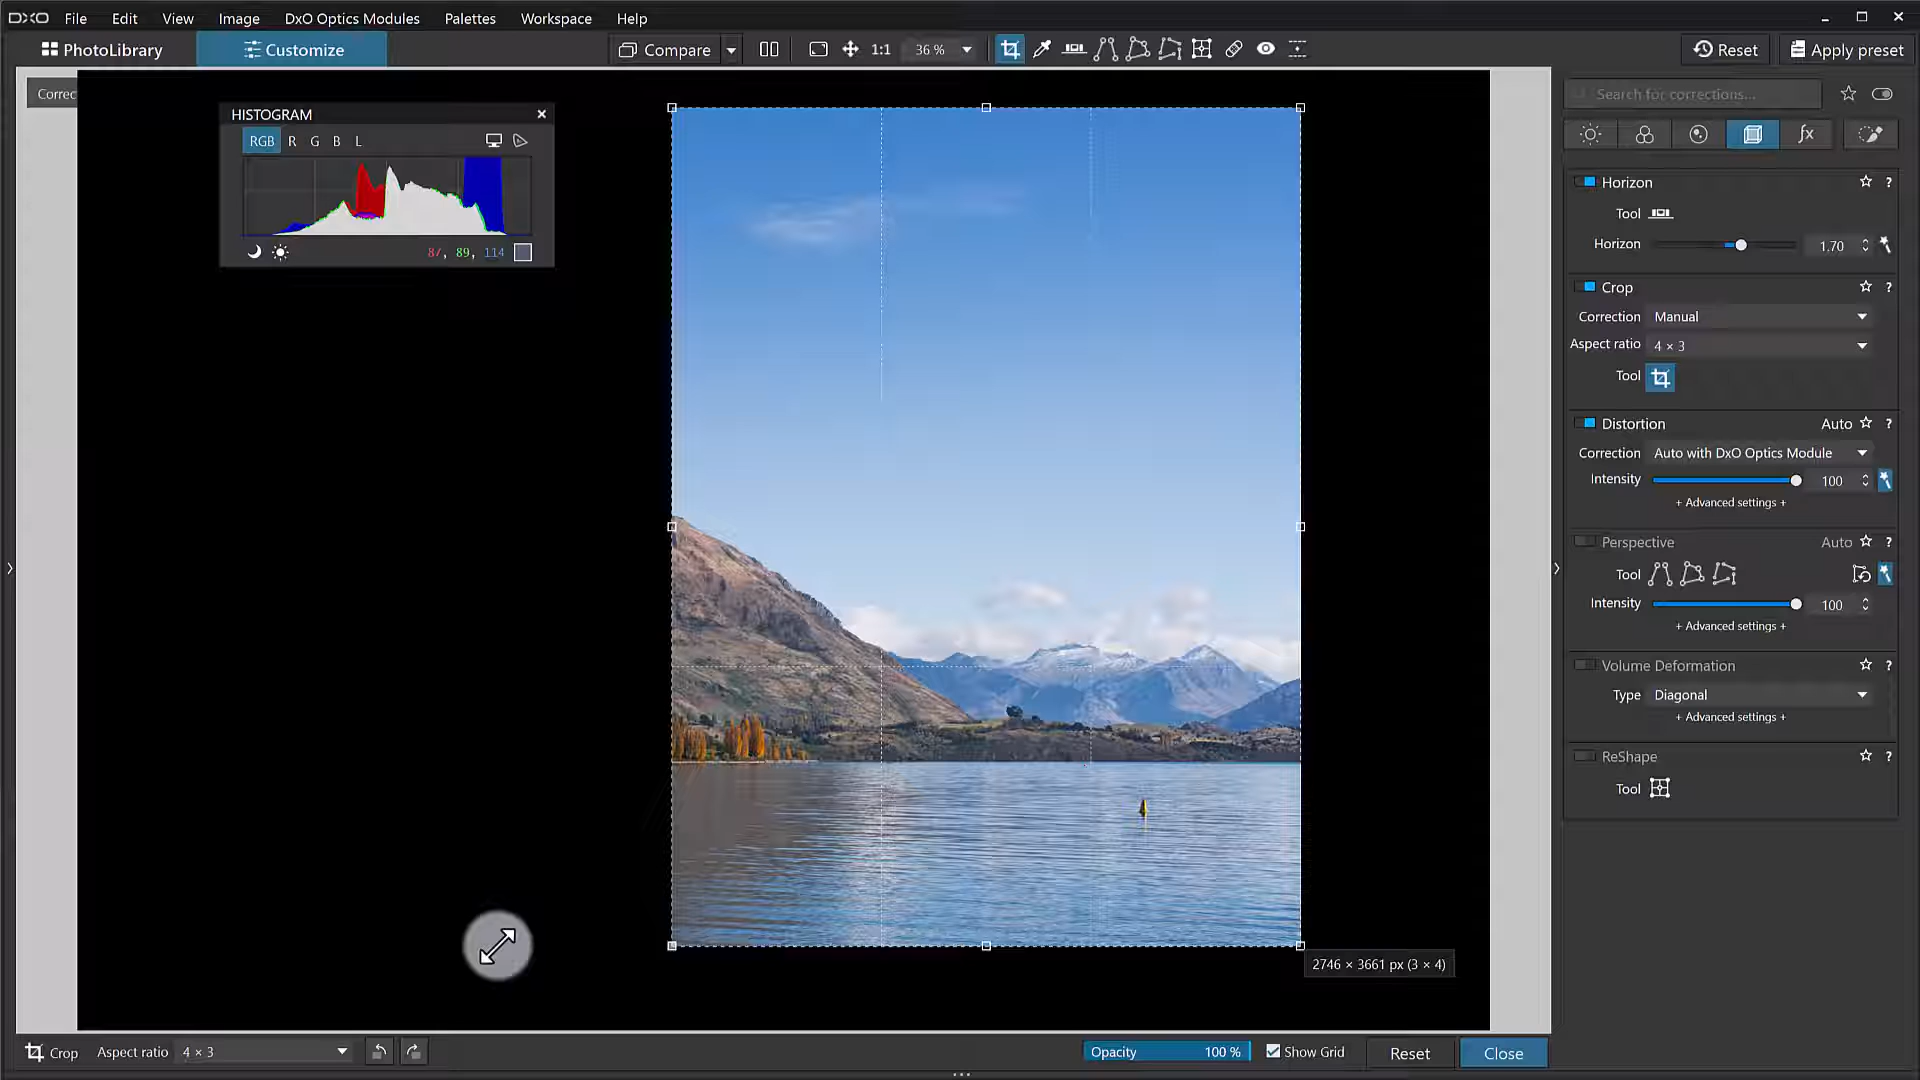 DXO File Edit View Image DxO Optics Modules Palettes Workspace Help
PhotoLibrary Customize Compare 1:1 36 % Reset Apply preset
Correc
HISTOGRAM
RGB R G B L
87, 89, 114
2746 × 3661 px (3 × 4)
Search for corrections...
fx
Horizon ?
Tool
Horizon 1.70
Crop ?
Correction Manual
Aspect ratio 4 × 3
Tool
Distortion Auto ?
Correction Auto with DxO Optics Module
Intensity 100
+ Advanced settings +
Perspective Auto ?
Tool
Intensity 100
+ Advanced settings +
Volume Deformation ?
Type Diagonal
+ Advanced settings +
ReShape ?
Tool
Crop Aspect ratio 4 × 3 Opacity 100 % Show Grid Reset Close